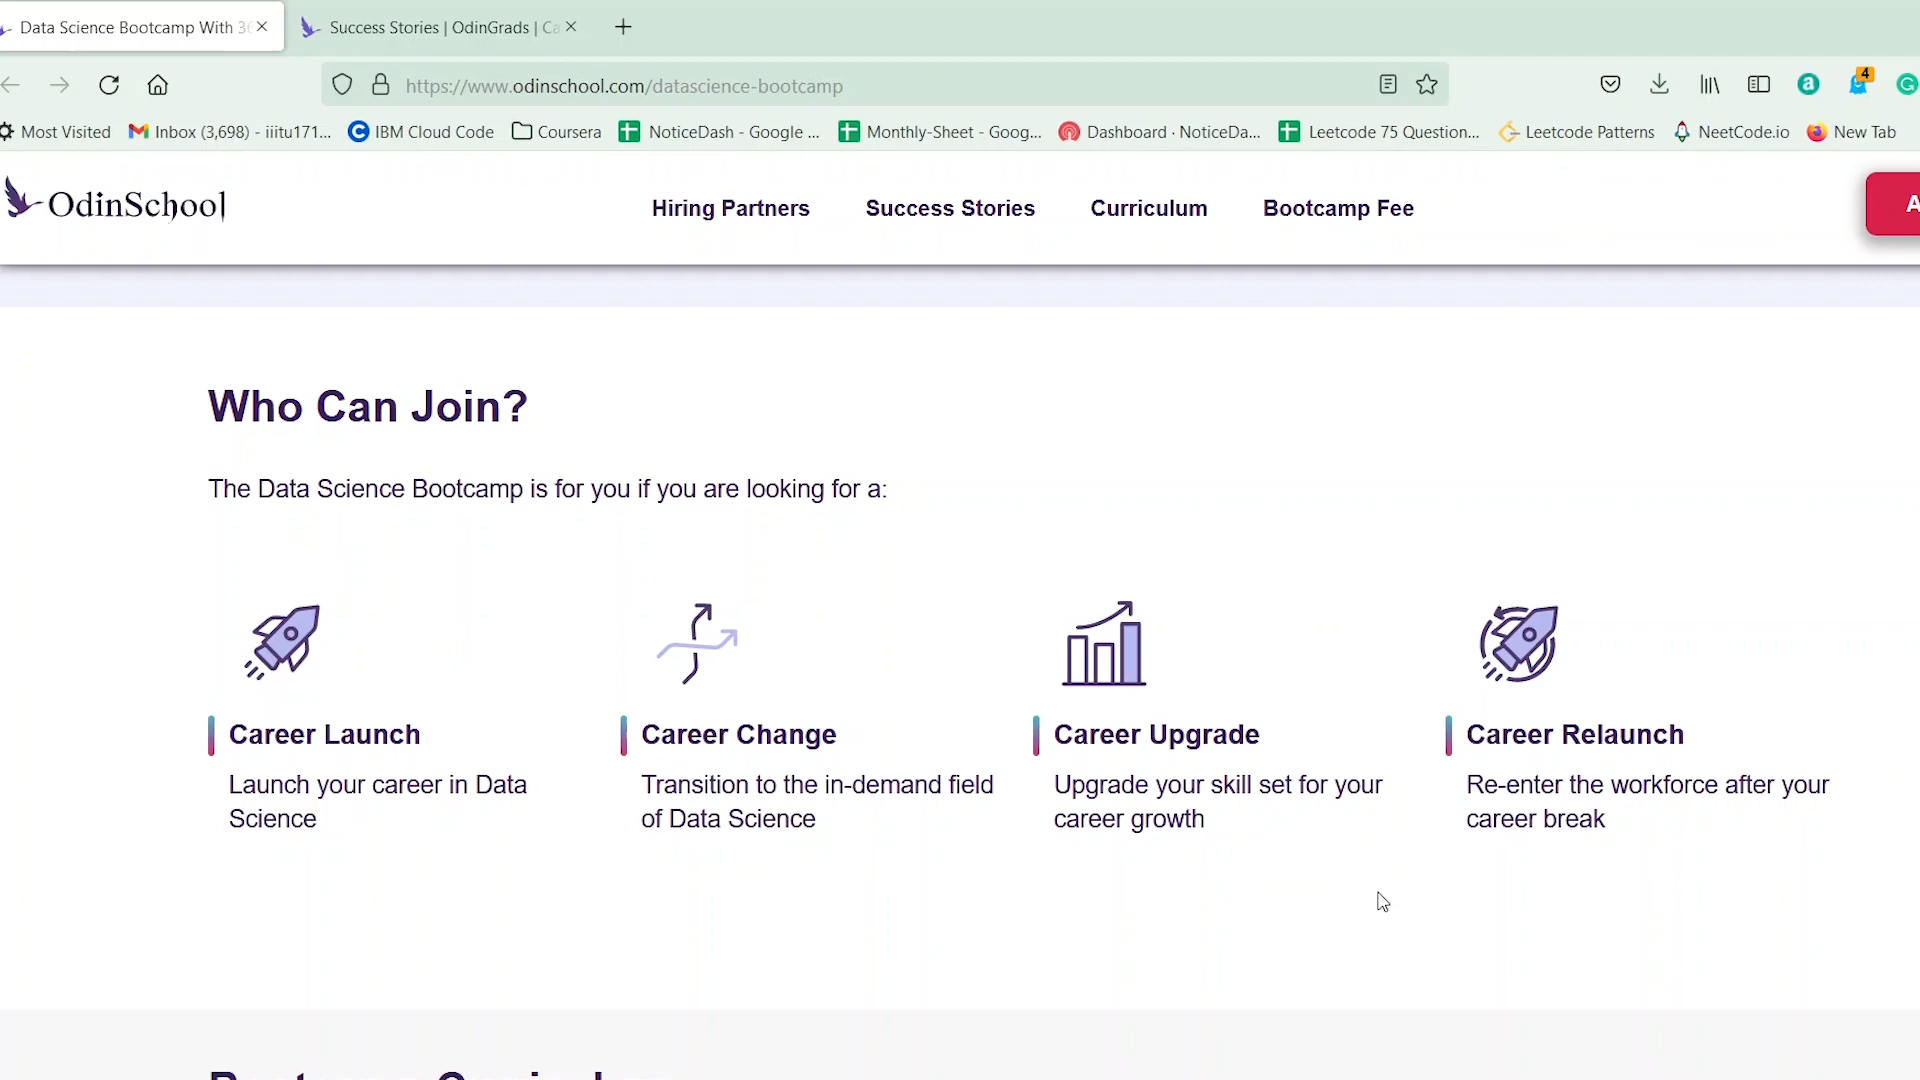 Data Science Bootcamp With 36
Success Stories | OdinGrads | Ca
https://www.odinschool.com/datascience-bootcamp
4
Most Visited
Inbox (3,698) - iiitu171...
IBM Cloud Code
Coursera
NoticeDash - Google ...
Monthly-Sheet - Goog...
Dashboard · NoticeDa...
Leetcode 75 Question...
Leetcode Patterns
NeetCode.io
New Tab
OdinSchool
Hiring Partners
Success Stories
Curriculum
Bootcamp Fee
A
Who Can Join?
The Data Science Bootcamp is for you if you are looking for a:
Career Launch
Launch your career in Data
Science
Career Change
Transition to the in-demand field
of Data Science
Career Upgrade
Upgrade your skill set for your
career growth
Career Relaunch
Re-enter the workforce after your
career break